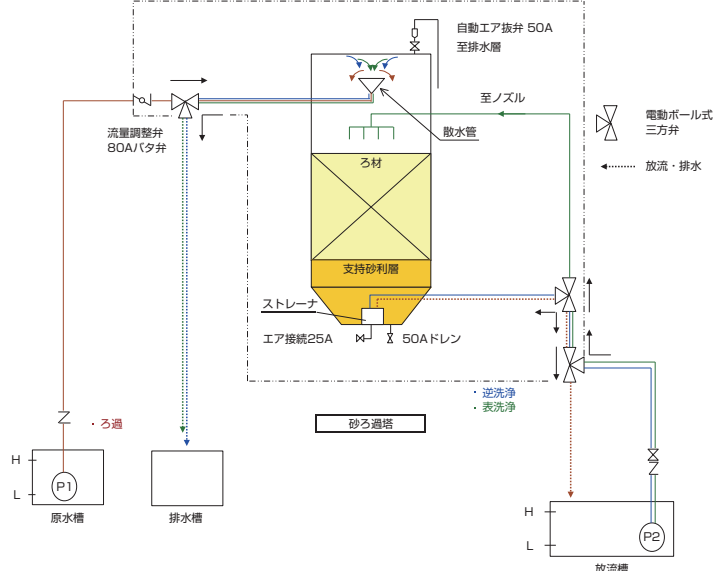 自動エア抜弁 50A
至排水層
至ノズル
電動ボール式
三方弁
流量調整弁
80Aバタ弁
散水管
放流・排水
ろ材
支持砂利層
ストレーナ
エア接続25A
50Aドレン
・逆洗浄
・表洗浄
・ろ過
砂ろ過塔
H
L
P1
原水槽
排水槽
H
L
P2
放流槽